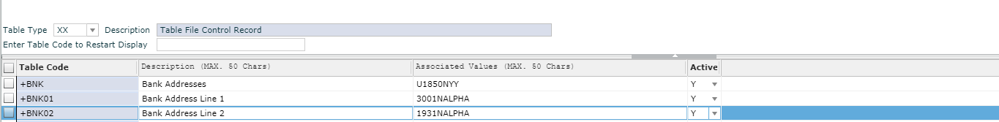 Table Type XX Description Table File Control Record
Enter Table Code to Restart Display
Table Code Description (MAX. 50 Chars) Associated Values (MAX. 50 Chars) Active
+BNK Bank Addresses U1850NYY Y
+BNK01 Bank Address Line 1 3001NALPHA Y
+BNK02 Bank Address Line 2 1931NALPHA Y